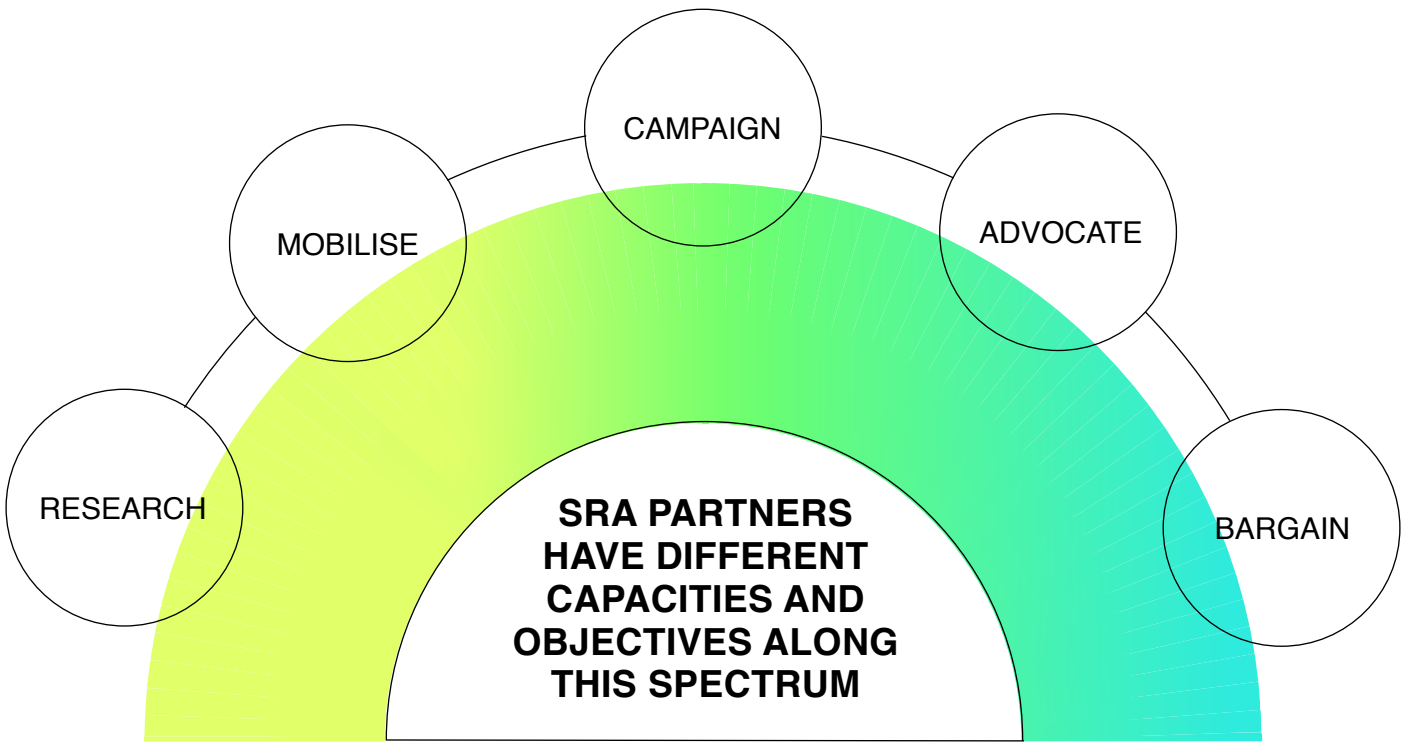 CAMPAIGN
MOBILISE
ADVOCATE
RESEARCH
BARGAIN
SRA PARTNERS
HAVE DIFFERENT
CAPACITIES AND
OBJECTIVES ALONG
THIS SPECTRUM